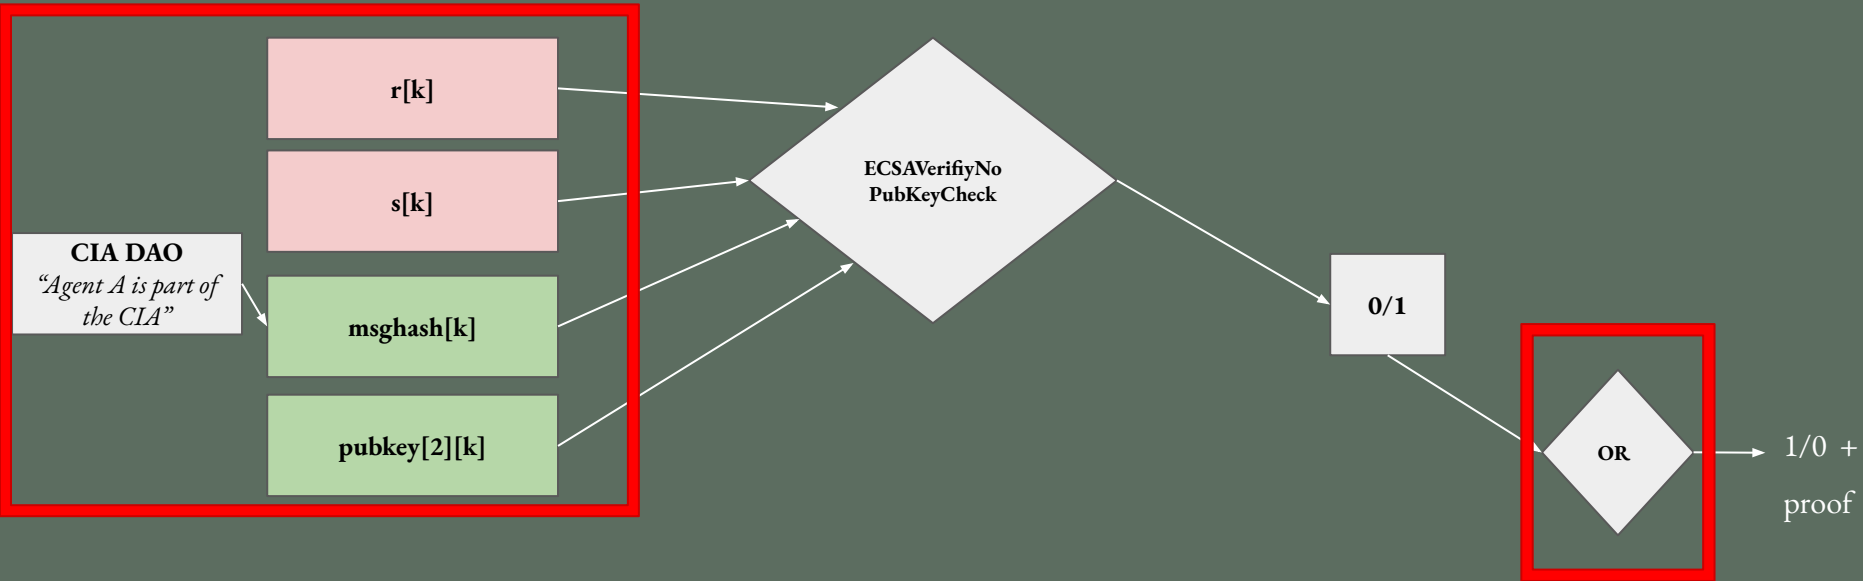 r[k]
s[k]
CIA DAO
“Agent A is part of
the CIA”
msghash[k]
pubkey[2][k]
ECSAVerifiyNo
PubKeyCheck
0/1
OR
1/0 +
proof